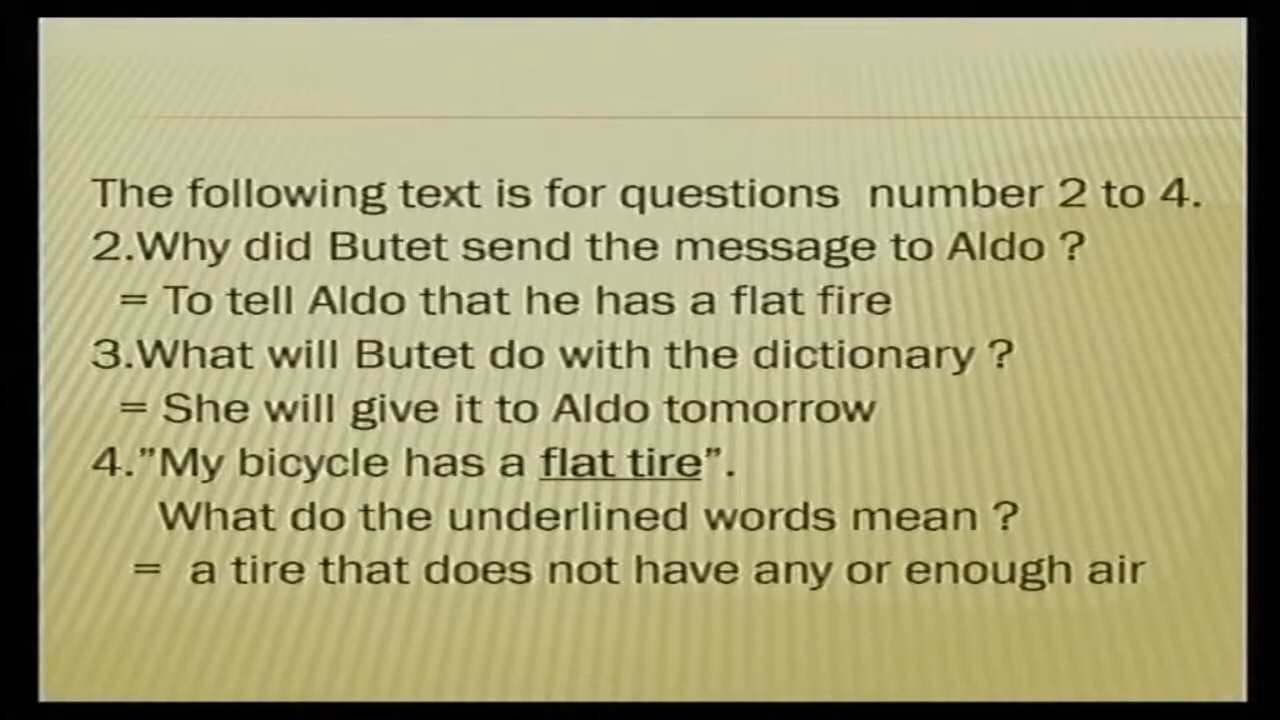 The following text is for questions  number 2 to 4.
2.Why did Butet send the message to Aldo ?
= To tell Aldo that he has a flat fire
3.What will Butet do with the dictionary ?
= She will give it to Aldo tomorrow
4.”My bicycle has a flat tire”.
What do the underlined words mean ?
=  a tire that does not have any or enough air